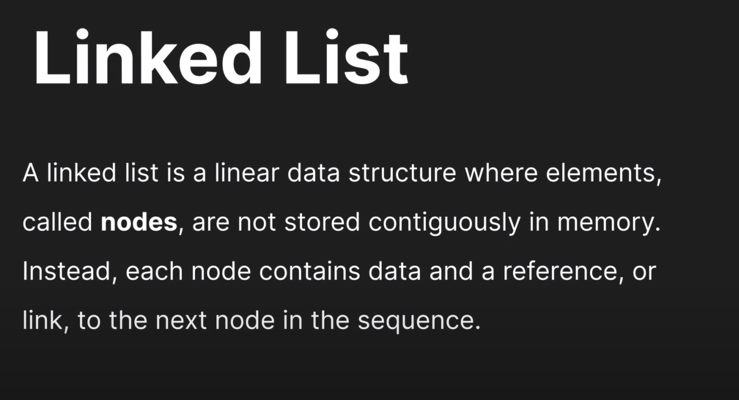 Linked List
A linked list is a linear data structure where elements,
called nodes, are not stored contiguously in memory.
Instead, each node contains data and a reference, or
link, to the next node in the sequence.